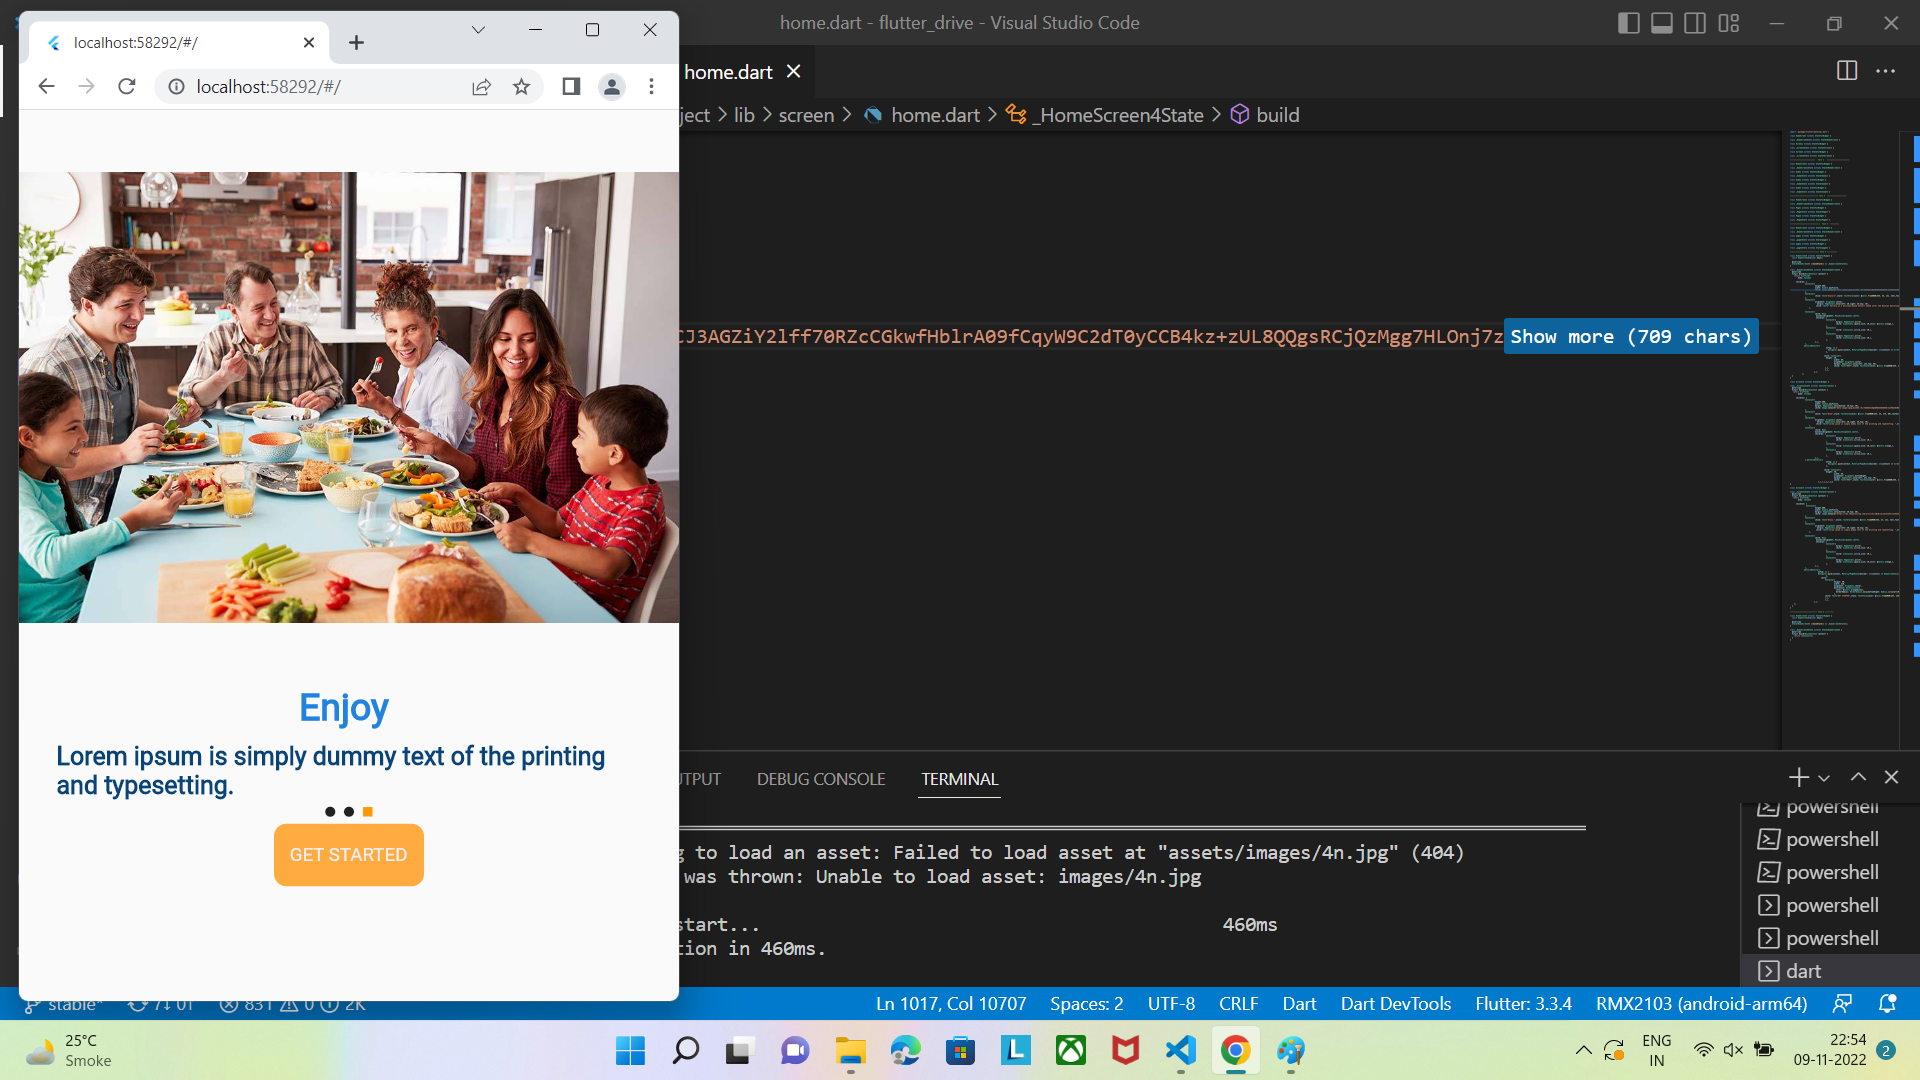 home.dart - flutter_drive - Visual Studio Code
localhost:58292/#/
localhost:58292/#/
home.dart
ject > lib > screen > home.dart > _HomeScreen4State > build
CJ3AGZiY2lff70RZcCGkwfHblrA09fCqyW9C2dT0yCCB4kz+zUL8QQgsRCjQzMgg7HLOnj7z Show more (709 chars)
Enjoy
Lorem ipsum is simply dummy text of the printing
and typesetting.
GET STARTED
UTPUT DEBUG CONSOLE TERMINAL
g to load an asset: Failed to load asset at "assets/images/4n.jpg" (404)
was thrown: Unable to load asset: images/4n.jpg
start... 460ms
tion in 460ms.
powershell
powershell
powershell
powershell
powershell
dart
stable* 831 0 2K Ln 1017, Col 10707 Spaces: 2 UTF-8 CRLF Dart Dart DevTools Flutter: 3.3.4 RMX2103 (android-arm64)
25°C
Smoke
ENG
IN
22:54
09-11-2022
2